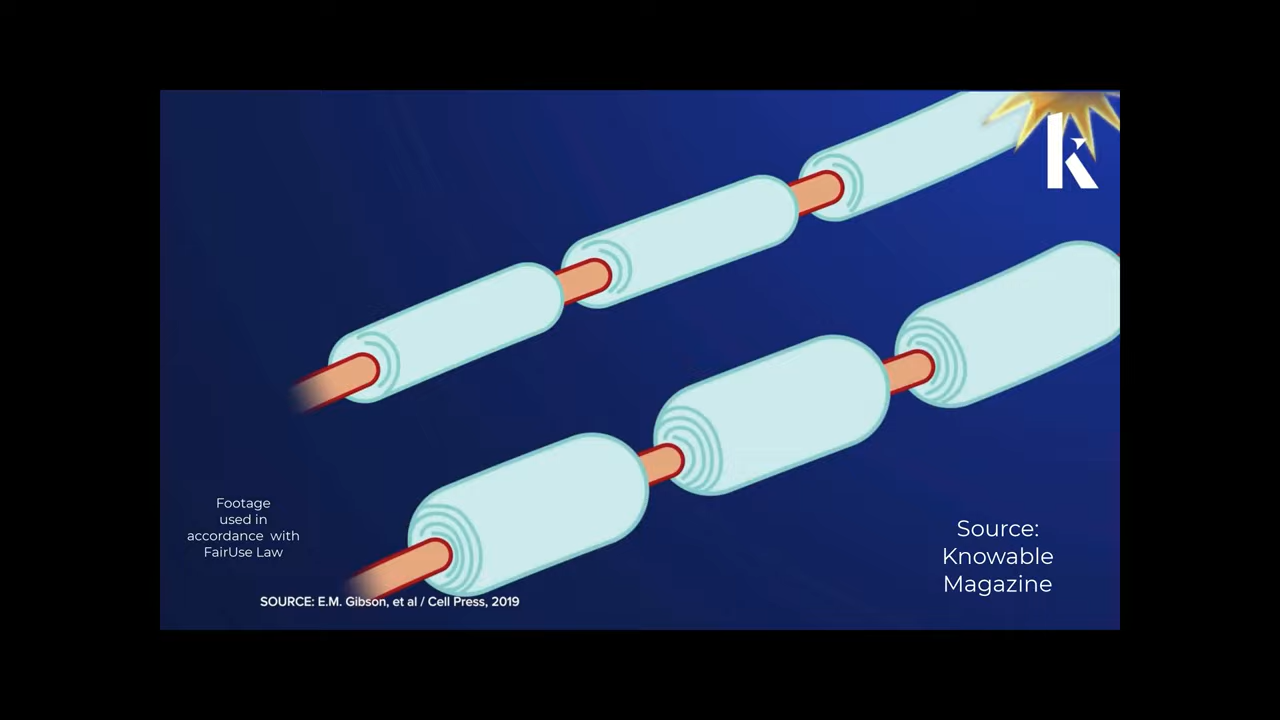 k
Footage
used in
accordance with
FairUse Law
Source:
Knowable
Magazine
SOURCE: E.M. Gibson, et al / Cell Press, 2019